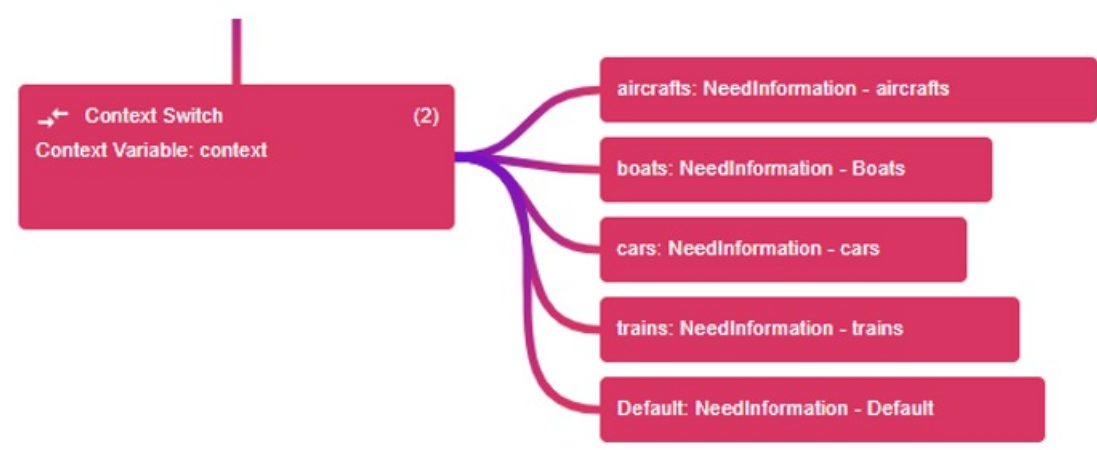 Context Switch (2)
Context Variable: context
aircrafts: NeedInformation - aircrafts
boats: NeedInformation - Boats
cars: NeedInformation - cars
trains: NeedInformation - trains
Default: NeedInformation - Default